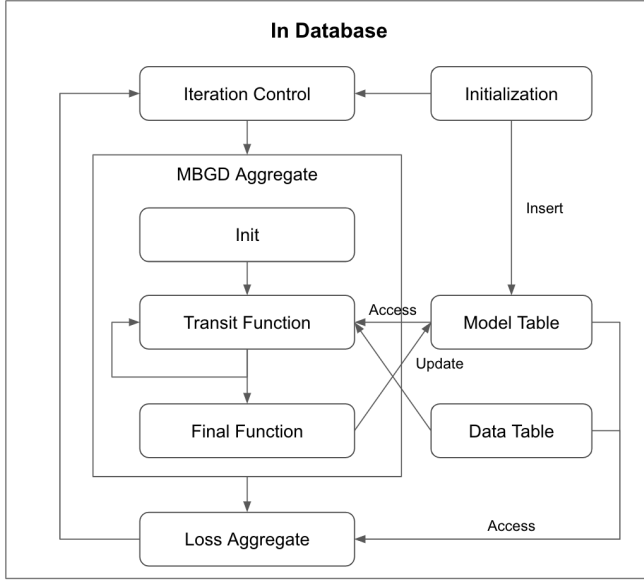 In Database
Iteration Control
Initialization
MBGD Aggregate
Insert
Init
Access
Transit Function
Model Table
Update
Final Function
Data Table
Access
Loss Aggregate